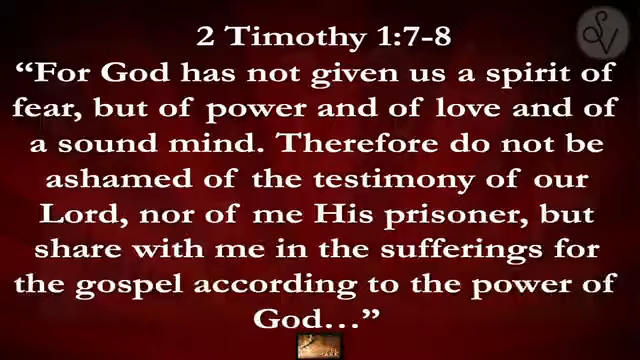 2 Timothy 1:7-8
“For God has not given us a spirit of
fear, but of power and of love and of
a sound mind. Therefore do not be
ashamed of the testimony of our
Lord, nor of me His prisoner, but
share with me in the sufferings for
the gospel according to the power of
God…”
SV